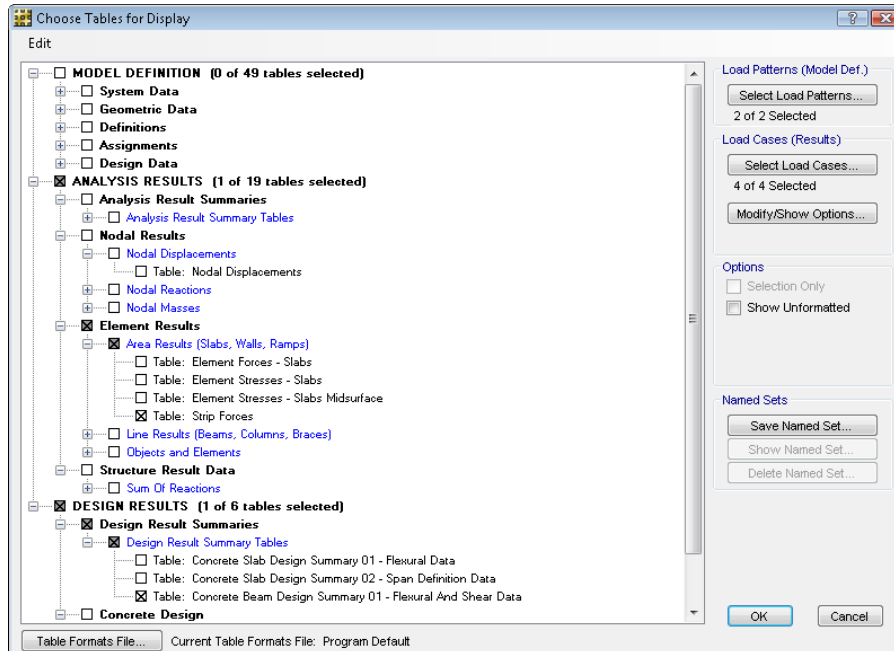 Choose Tables for Display
Edit
MODEL DEFINITION (0 of 49 tables selected)
System Data
Geometric Data
Definitions
Assignments
Design Data
ANALYSIS RESULTS (1 of 19 tables selected)
Analysis Result Summaries
Analysis Result Summary Tables
Nodal Results
Nodal Displacements
Table: Nodal Displacements
Nodal Reactions
Nodal Masses
Element Results
Area Results (Slabs, Walls, Ramps)
Table: Element Forces - Slabs
Table: Element Stresses - Slabs
Table: Element Stresses - Slabs Midsurface
Table: Strip Forces
Line Results (Beams, Columns, Braces)
Objects and Elements
Structure Result Data
Sum Of Reactions
DESIGN RESULTS (1 of 6 tables selected)
Design Result Summaries
Design Result Summary Tables
Table: Concrete Slab Design Summary 01 - Flexural Data
Table: Concrete Slab Design Summary 02 - Span Definition Data
Table: Concrete Beam Design Summary 01 - Flexural And Shear Data
Concrete Design
Load Patterns (Model Def.)
Select Load Patterns...
2 of 2 Selected
Load Cases (Results)
Select Load Cases...
4 of 4 Selected
Modify/Show Options...
Options
Selection Only
Show Unformatted
Named Sets
Save Named Set...
Show Named Set...
Delete Named Set...
OK Cancel
Table Formats File... Current Table Formats File: Program Default